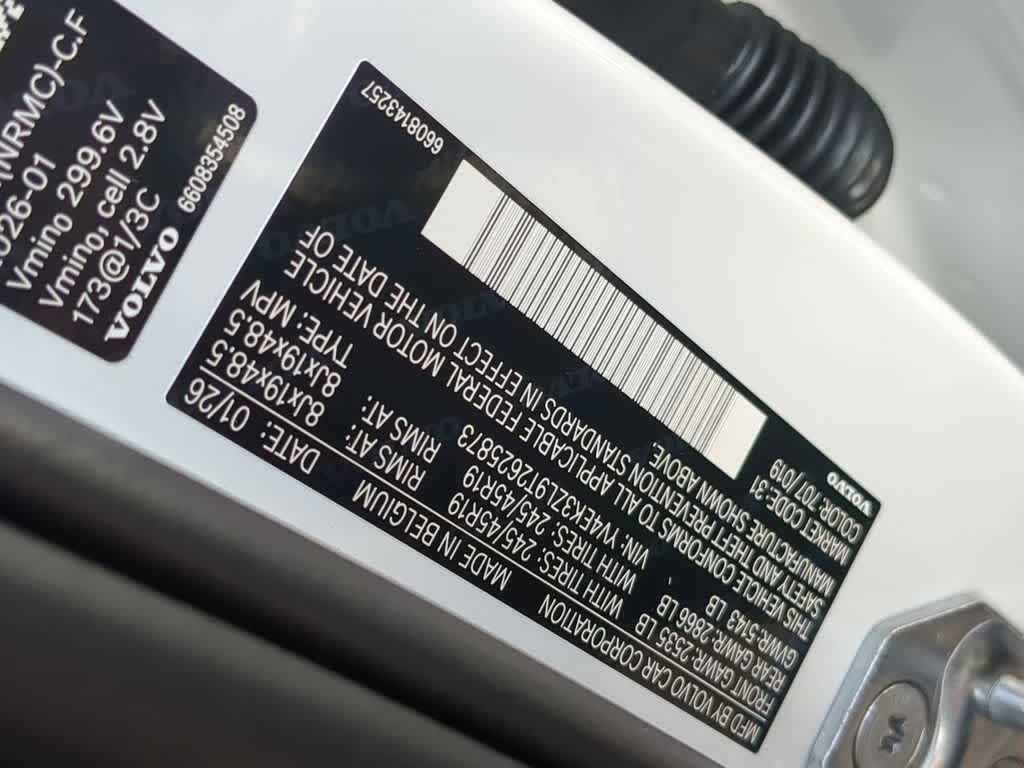 (NRMC)-C.F
026-01
Vmino 299.6V
Vmino, cell 2.8V
173@1/3C
VOLVO
6608354508
MFD BY VOLVO CAR CORPORATION
MADE IN BELGIUM
DATE: 01/26
FRONT GAWR: 2535 LB
WITH TIRES: 245/45R19
RIMS AT: 8Jx19x48.5
REAR GAWR: 2866 LB
WITH TIRES: 245/45R19
RIMS AT: 8Jx19x48.5
GVWR: 5143 LB
VIN: YV4EK3ZL9T2625873
TYPE: MPV
THIS VEHICLE CONFORMS TO ALL APPLICABLE FEDERAL MOTOR VEHICLE
SAFETY AND THEFT PREVENTION STANDARDS IN EFFECT ON THE DATE OF
MANUFACTURE SHOWN ABOVE.
MARKET CODE: 31
COLOR: 707/019
VOLVO
6608143257